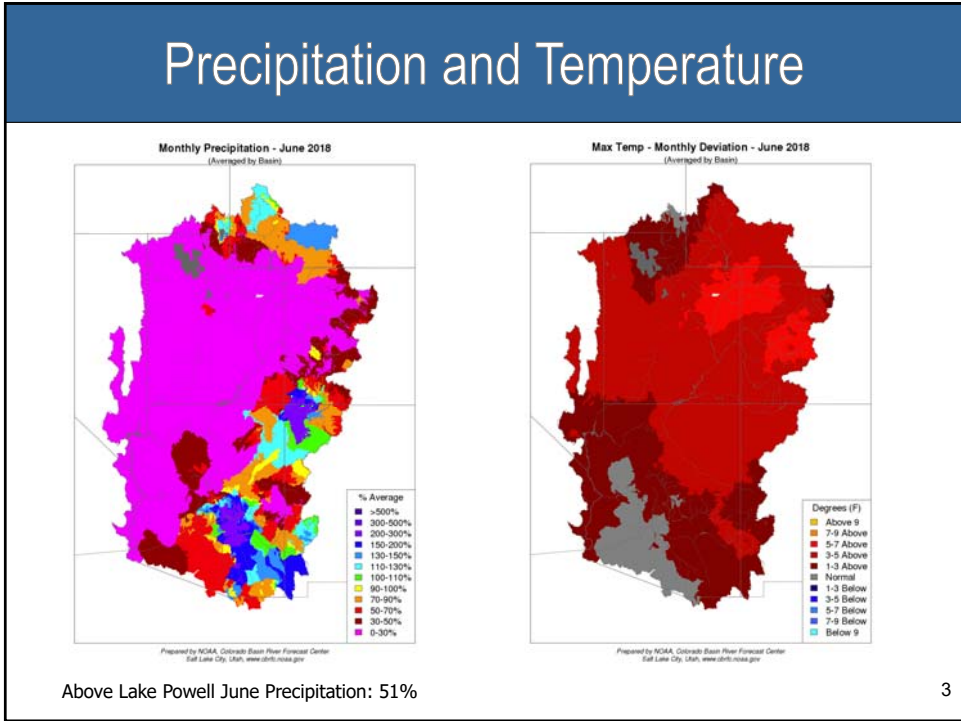 Precipitation and Temperature
Monthly Precipitation - June 2018
(Averaged by Basin)
% Average
>500%
300-500%
200-300%
150-200%
130-150%
110-130%
100-110%
90-100%
70-90%
50-70%
30-50%
0-30%
Prepared by NOAA, Colorado Basin River Forecast Center
Salt Lake City, Utah, www.cbrfc.noaa.gov
Max Temp - Monthly Deviation - June 2018
(Averaged by Basin)
Degrees (F)
Above 9
7-9 Above
5-7 Above
3-5 Above
1-3 Above
Normal
1-3 Below
3-5 Below
5-7 Below
7-9 Below
Below 9
Prepared by NOAA, Colorado Basin River Forecast Center
Salt Lake City, Utah, www.cbrfc.noaa.gov
Above Lake Powell June Precipitation: 51%
3